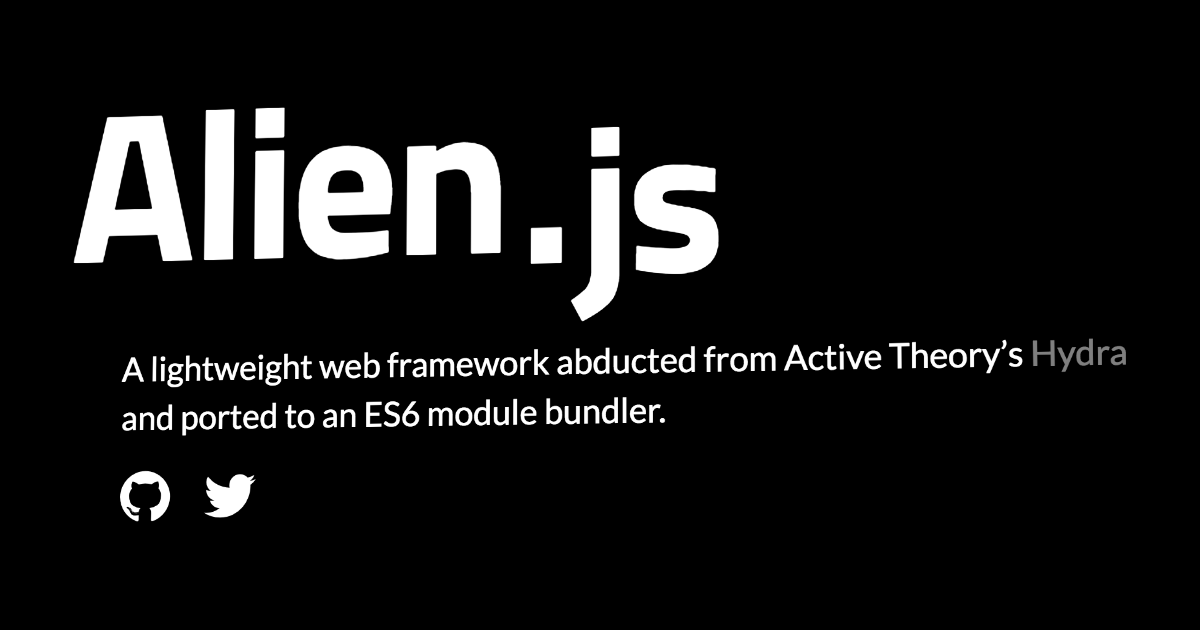 Alien.js
A lightweight web framework abducted from Active Theory’s Hydra
and ported to an ES6 module bundler.